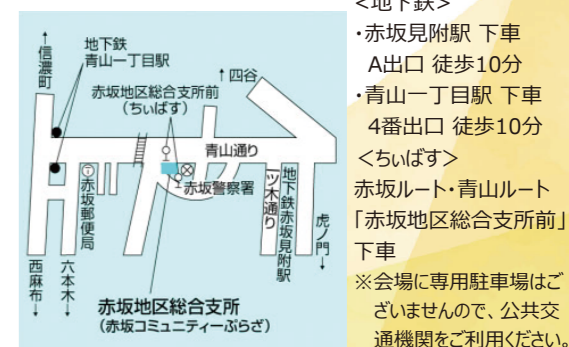 ↑信濃町
地下鉄
青山一丁目駅
↑四谷
赤坂地区総合支所前
(ちぃばす)
青山通り
〒赤坂郵便局
赤坂警察署
一ツ木通り
地下鉄赤坂見附駅
虎ノ門↓
西麻布↓
六本木↓
赤坂地区総合支所
(赤坂コミュニティーぷらざ)
<地下鉄>
・赤坂見附駅 下車
A出口 徒歩10分
・青山一丁目駅 下車
4番出口 徒歩10分
<ちぃばす>
赤坂ルート・青山ルート
「赤坂地区総合支所前」
下車
※会場に専用駐車場はご
ざいませんので、公共交
通機関をご利用ください。